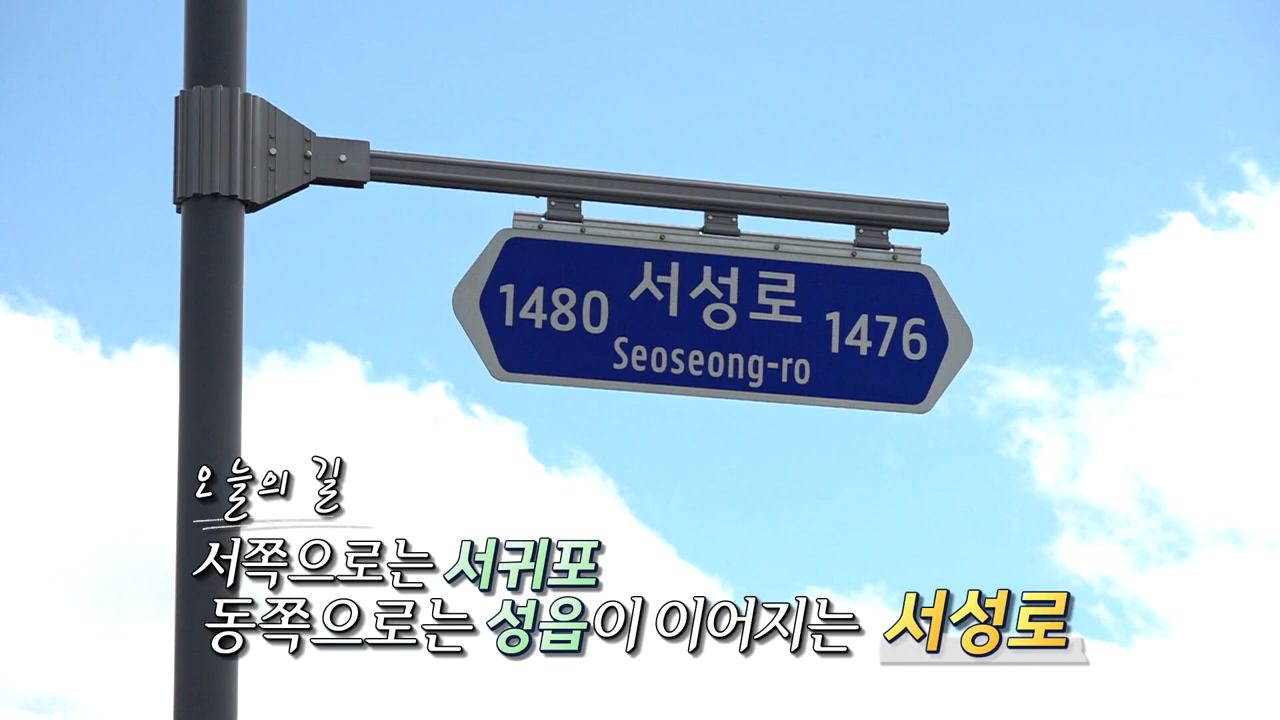 1480 서성로 1476
Seoseong-ro
오늘의 길
서쪽으로는 서귀포
동쪽으로는 성읍이 이어지는 서성로